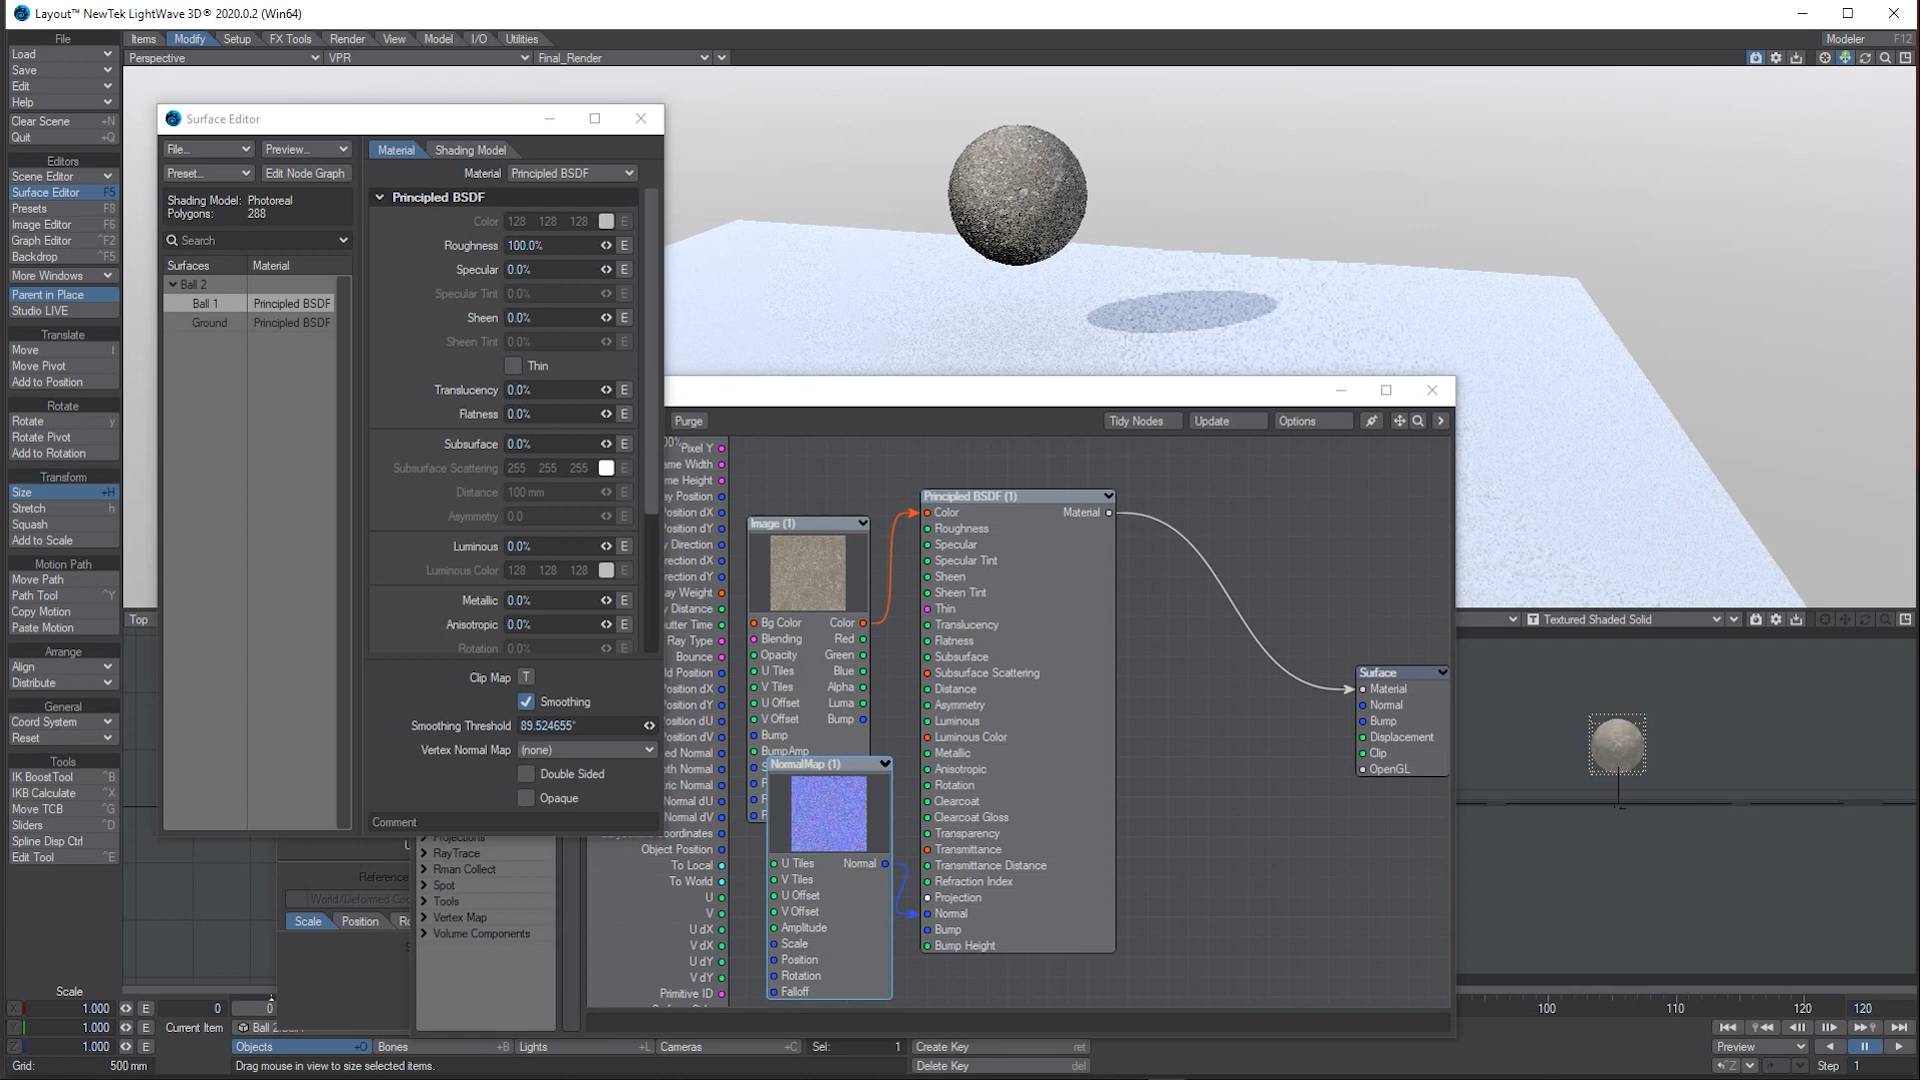 Layout™ NewTek LightWave 3D® 2020.0.2 (Win64)
File
Items Modify Setup FX Tools Render View Model I/O Utilities
Modeler F12
Load
Perspective VPR Final_Render
Save
Edit
Help
Clear Scene +N
Quit +Q
Editors
Scene Editor
Surface Editor F5
Presets F8
Image Editor F6
Graph Editor ^F2
Backdrop ^F5
More Windows
Parent in Place
Studio LIVE
Translate
Move t
Move Pivot
Add to Position
Rotate
Rotate y
Rotate Pivot
Add to Rotation
Transform
Size +H
Stretch h
Squash
Add to Scale
Motion Path
Move Path
Path Tool ^Y
Copy Motion
Paste Motion
Arrange
Align
Distribute
General
Coord System
Reset
Tools
IK BoostTool ^B
IKB Calculate ^N
Move TCB ^G
Sliders ^D
Spline Disp Ctrl
Edit Tool ^E
Surface Editor
File... Preview...
Preset... Edit Node Graph
Shading Model: Photoreal
Polygons: 288
Search
Surfaces Material
Ball 2
Ball 1 Principled BSDF
Ground Principled BSDF
Material Shading Model
Material Principled BSDF
Principled BSDF
Color 128 128 128 E
Roughness 100.0% E
Specular 0.0% E
Specular Tint 0.0% E
Sheen 0.0% E
Sheen Tint 0.0% E
Thin
Translucency 0.0% E
Flatness 0.0% E
Subsurface 0.0% E
Subsurface Scattering 255 255 255 E
Distance 100 mm E
Asymmetry 0.0 E
Luminous 0.0% E
Luminous Color 128 128 128 E
Metallic 0.0% E
Anisotropic 0.0% E
Rotation 0.0% E
Clip Map T
Smoothing
Smoothing Threshold 89.524655°
Vertex Normal Map (none)
Double Sided
Opaque
Comment
Purge Tidy Nodes Update Options
Pixel Y
me Width
me Height
y Position
Position dX
Position dY
y Direction
rection dX
rection dY
ay Weight
y Distance
utter Time
Ray Type
Bounce
ld Position
Position dX
Position dY
Position dU
Position dV
ed Normal
oth Normal
tric Normal
Normal dU
Normal dV
Coordinates
Object Position
To Local
To World
U
V
U dX
V dX
U dY
V dY
Primitive ID
Image (1)
Bg Color Color
Blending Red
Opacity Green
U Tiles Blue
V Tiles Alpha
U Offset Luma
V Offset Bump
Bump
BumpAmp
NormalMap (1)
U Tiles Normal
V Tiles
U Offset
V Offset
Amplitude
Scale
Position
Rotation
Falloff
Principled BSDF (1)
Color Material
Roughness
Specular
Specular Tint
Sheen
Sheen Tint
Thin
Translucency
Flatness
Subsurface
Subsurface Scattering
Distance
Asymmetry
Luminous
Luminous Color
Metallic
Anisotropic
Rotation
Clearcoat
Clearcoat Gloss
Transparency
Transmittance
Transmittance Distance
Refraction Index
Projection
Normal
Bump
Bump Height
Surface
Material
Normal
Bump
Displacement
Clip
OpenGL
Top
Textured Shaded Solid
RayTrace
Rman Collect
Spot
Tools
Vertex Map
Volume Components
Reference
World/Deformed Coo
Scale Position Ro
Scale
X 1.000 E 0 0
Y 1.000 E Current Item Ball 2
Z 1.000 E Objects +O Bones +B Lights +L Cameras +C Sel: 1 Create Key ret
Grid: 500 mm Drag mouse in view to size selected items. Delete Key del
100 110 120 120
Preview
^Z Step 1